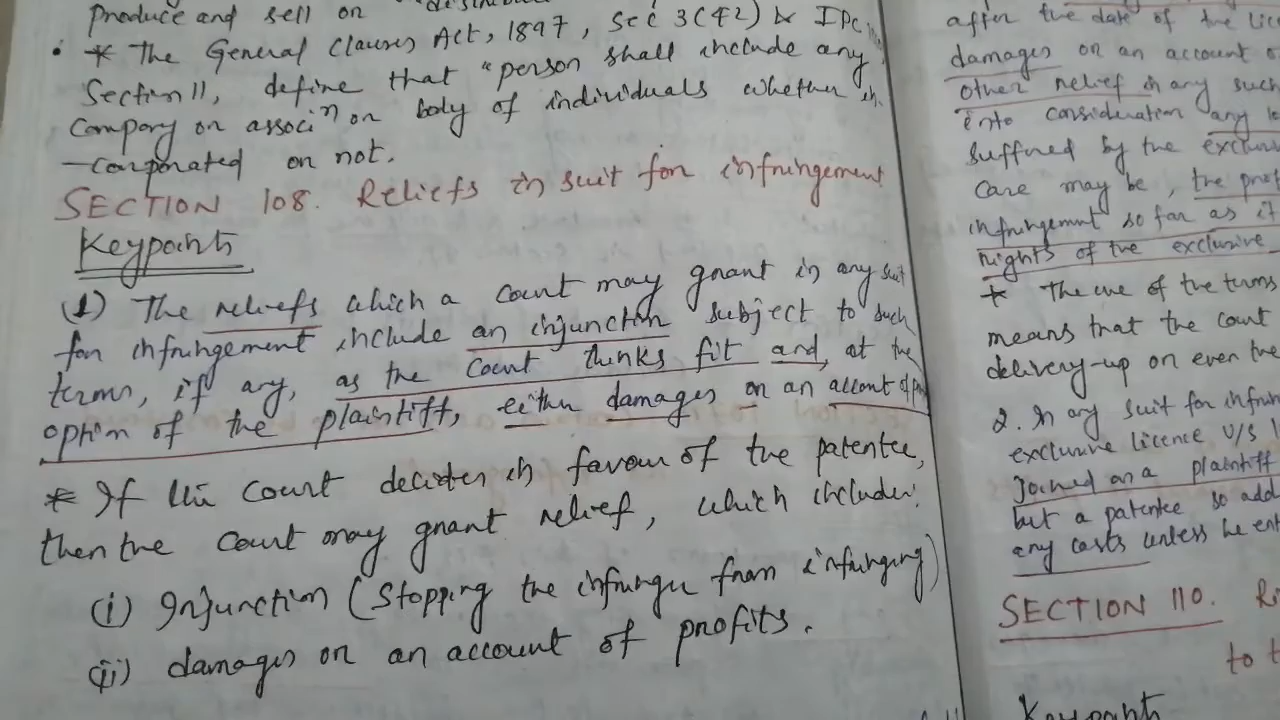 produce and sell on
* The General Clauses Act, 1897, Sec 3(42) & IPC
Section 11, define that "person shall include any
Company or associⁿ or body of individuals whether in
-corporated or not.
SECTION 108. Reliefs in suit for infringement
Keypoints
(1) The reliefs which a court may grant in any suit
for infringement include an injunction subject to such
terms, if any, as the Court thinks fit and, at the
option of the plaintiff, either damages or an account of
* If the Court decides in favour of the patentee,
then the Court may grant relief, which includes:
(i) Injunction (Stopping the infringer from infringing)
(ii) damages or an account of profits.
after the date of the
damages or an account
other relief in any such
into consideration any
suffered by the
case may be, the
infringement so far as it
rights of the exclusive
* The use of the terms
means that the court
delivery-up or even the
2. In any suit for
exclusive licence U/S
joined as a plaintiff
but a patentee so
any costs unless he
SECTION 110.
to
Keypoints